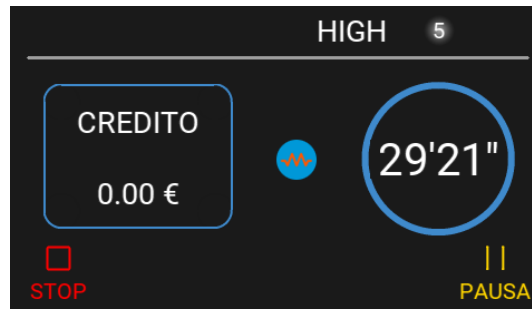 HIGH 5
CREDITO
0.00 €
29'21"
STOP
PAUSA